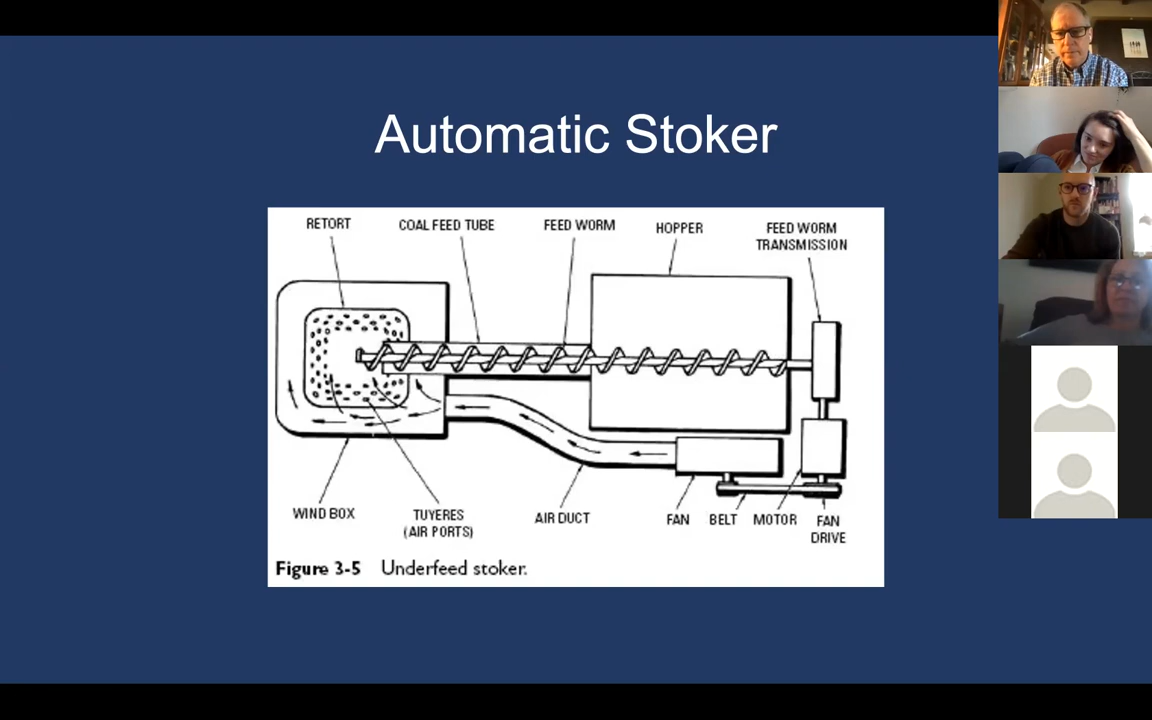 Automatic Stoker
RETORT
COAL FEED TUBE
FEED WORM
HOPPER
FEED WORM
TRANSMISSION
WIND BOX
TUYERES
(AIR PORTS)
AIR DUCT
FAN
BELT
MOTOR
FAN
DRIVE
Figure 3-5 Underfeed stoker.